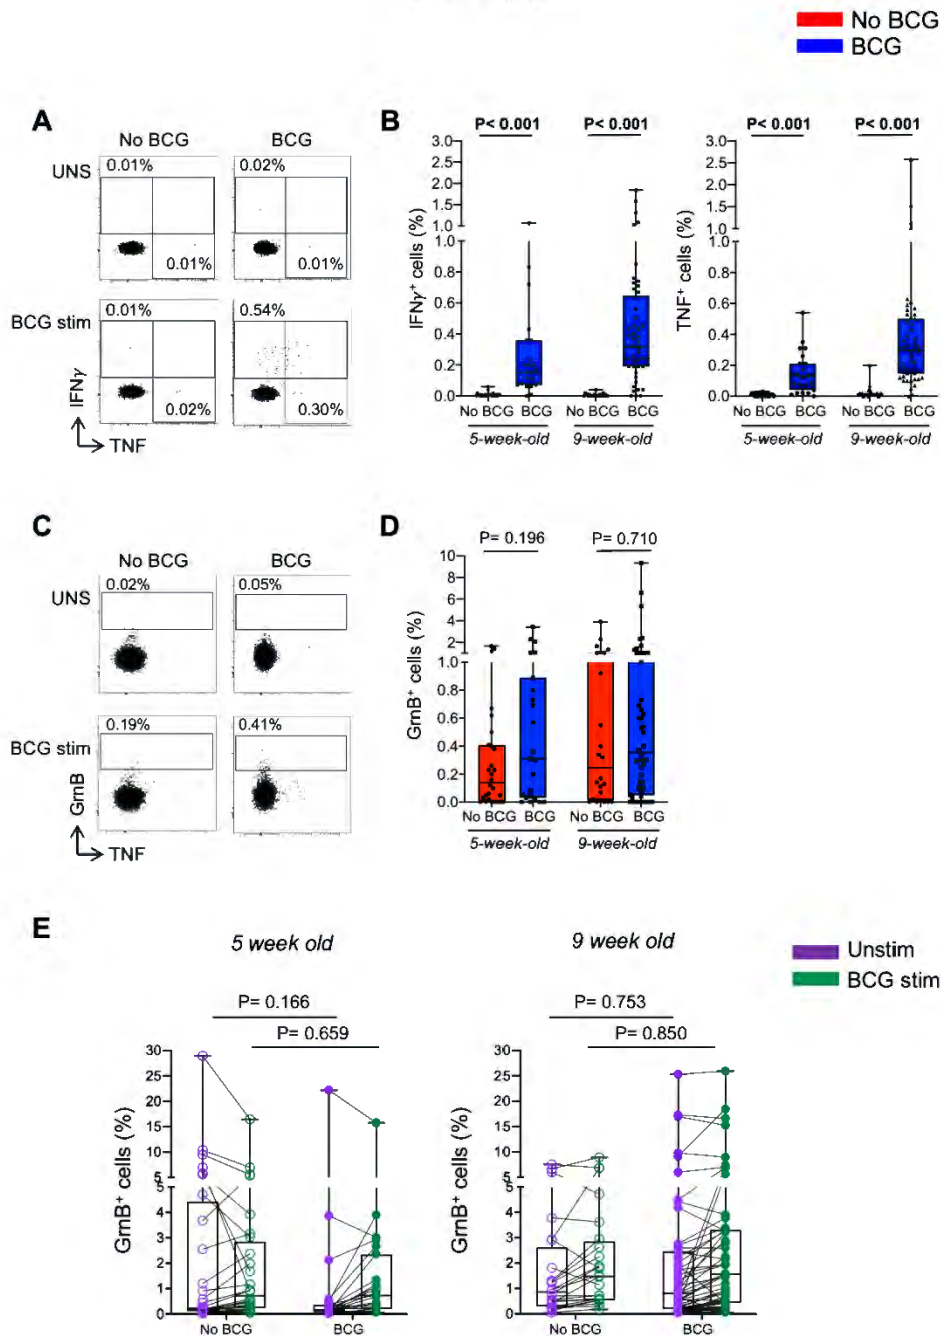 No BCG
BCG
A
No BCG
BCG
UNS
0.01%
0.02%
0.01%
0.01%
BCG stim
0.01%
0.54%
0.02%
0.30%
IFNγ
TNF
B
P< 0.001
P< 0.001
IFNγ+ cells (%)
3.0
2.5
2.0
1.5
1.0
1.0
0.8
0.6
0.4
0.2
0.0
No BCG
BCG
No BCG
BCG
5-week-old
9-week-old
P< 0.001
P< 0.001
TNF+ cells (%)
3.0
2.5
2.0
1.5
1.0
1.0
0.8
0.6
0.4
0.2
0.0
No BCG
BCG
No BCG
BCG
5-week-old
9-week-old
C
No BCG
BCG
UNS
0.02%
0.05%
BCG stim
0.19%
0.41%
GrnB
TNF
D
P= 0.196
P= 0.710
GrnB+ cells (%)
10
8
6
4
2
1.0
0.8
0.6
0.4
0.2
0.0
No BCG
BCG
No BCG
BCG
5-week-old
9-week-old
E
5 week old
9 week old
Unstim
BCG stim
P= 0.166
P= 0.659
GrnB+ cells (%)
30
25
20
15
10
5
5
4
3
2
1
0
No BCG
BCG
P= 0.753
P= 0.850
GrnB+ cells (%)
30
25
20
15
10
5
5
4
3
2
1
0
No BCG
BCG